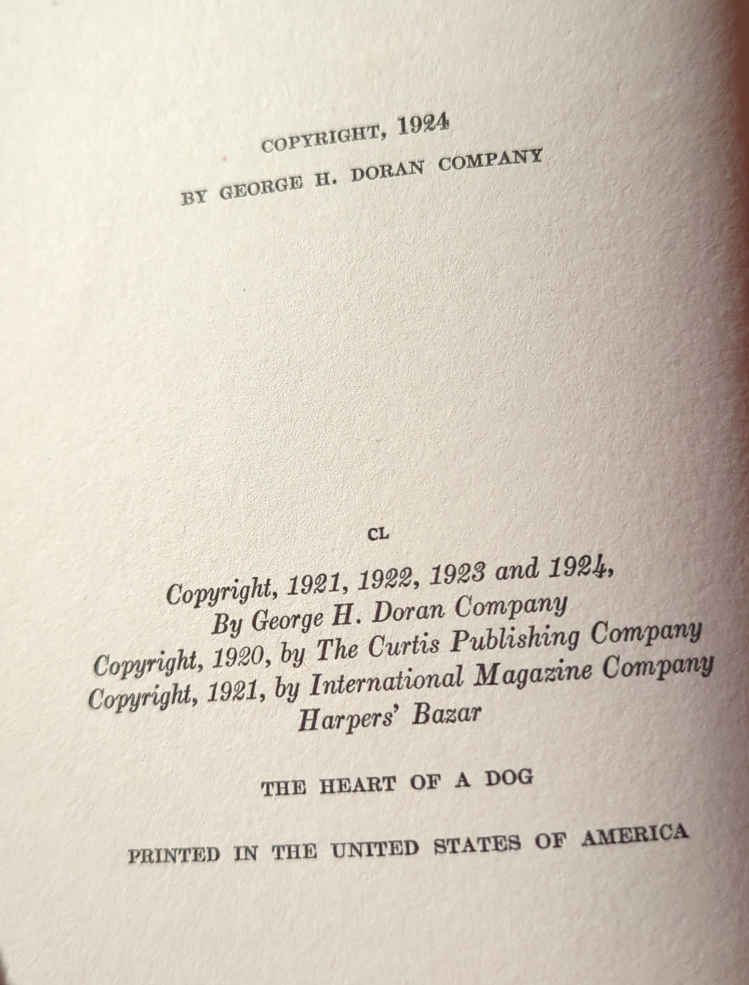 COPYRIGHT, 1924
BY GEORGE H. DORAN COMPANY
CL
Copyright, 1921, 1922, 1923 and 1924,
By George H. Doran Company
Copyright, 1920, by The Curtis Publishing Company
Copyright, 1921, by International Magazine Company
Harpers' Bazar
THE HEART OF A DOG
PRINTED IN THE UNITED STATES OF AMERICA